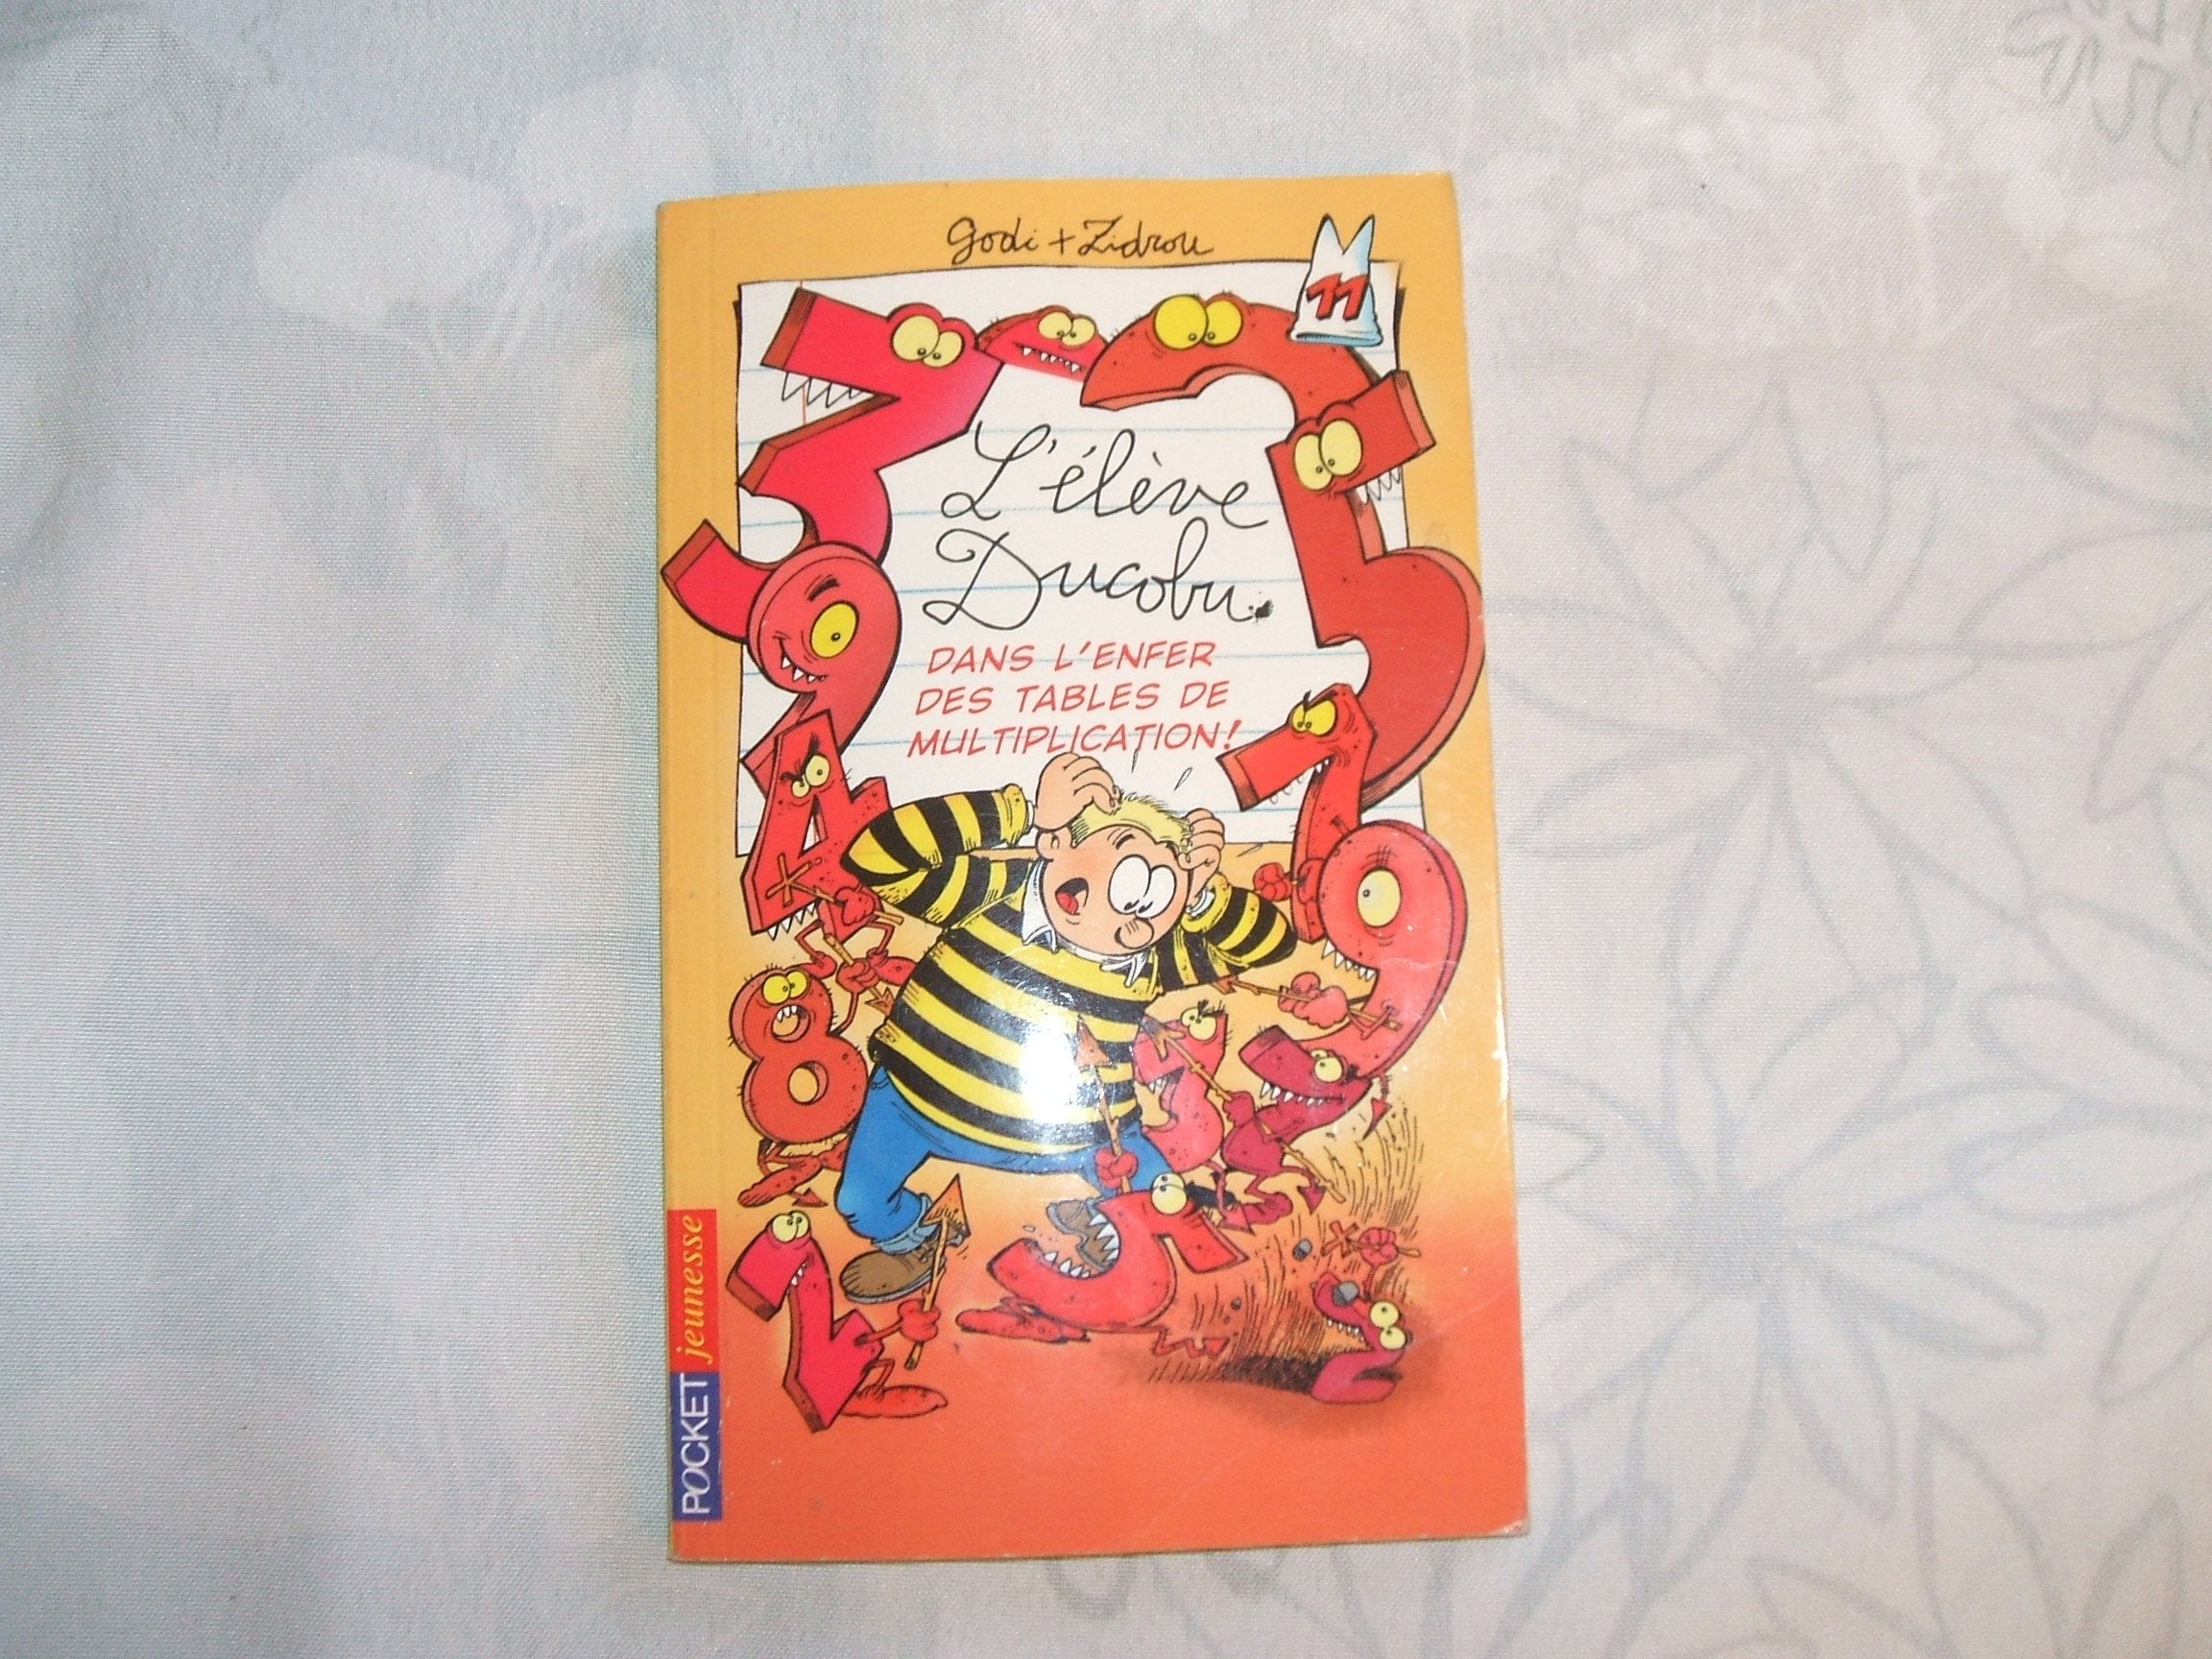 Godi + Zidrou
11
L'élève
Ducobu
DANS L'ENFER
DES TABLES DE
MULTIPLICATION!
POCKET jeunesse